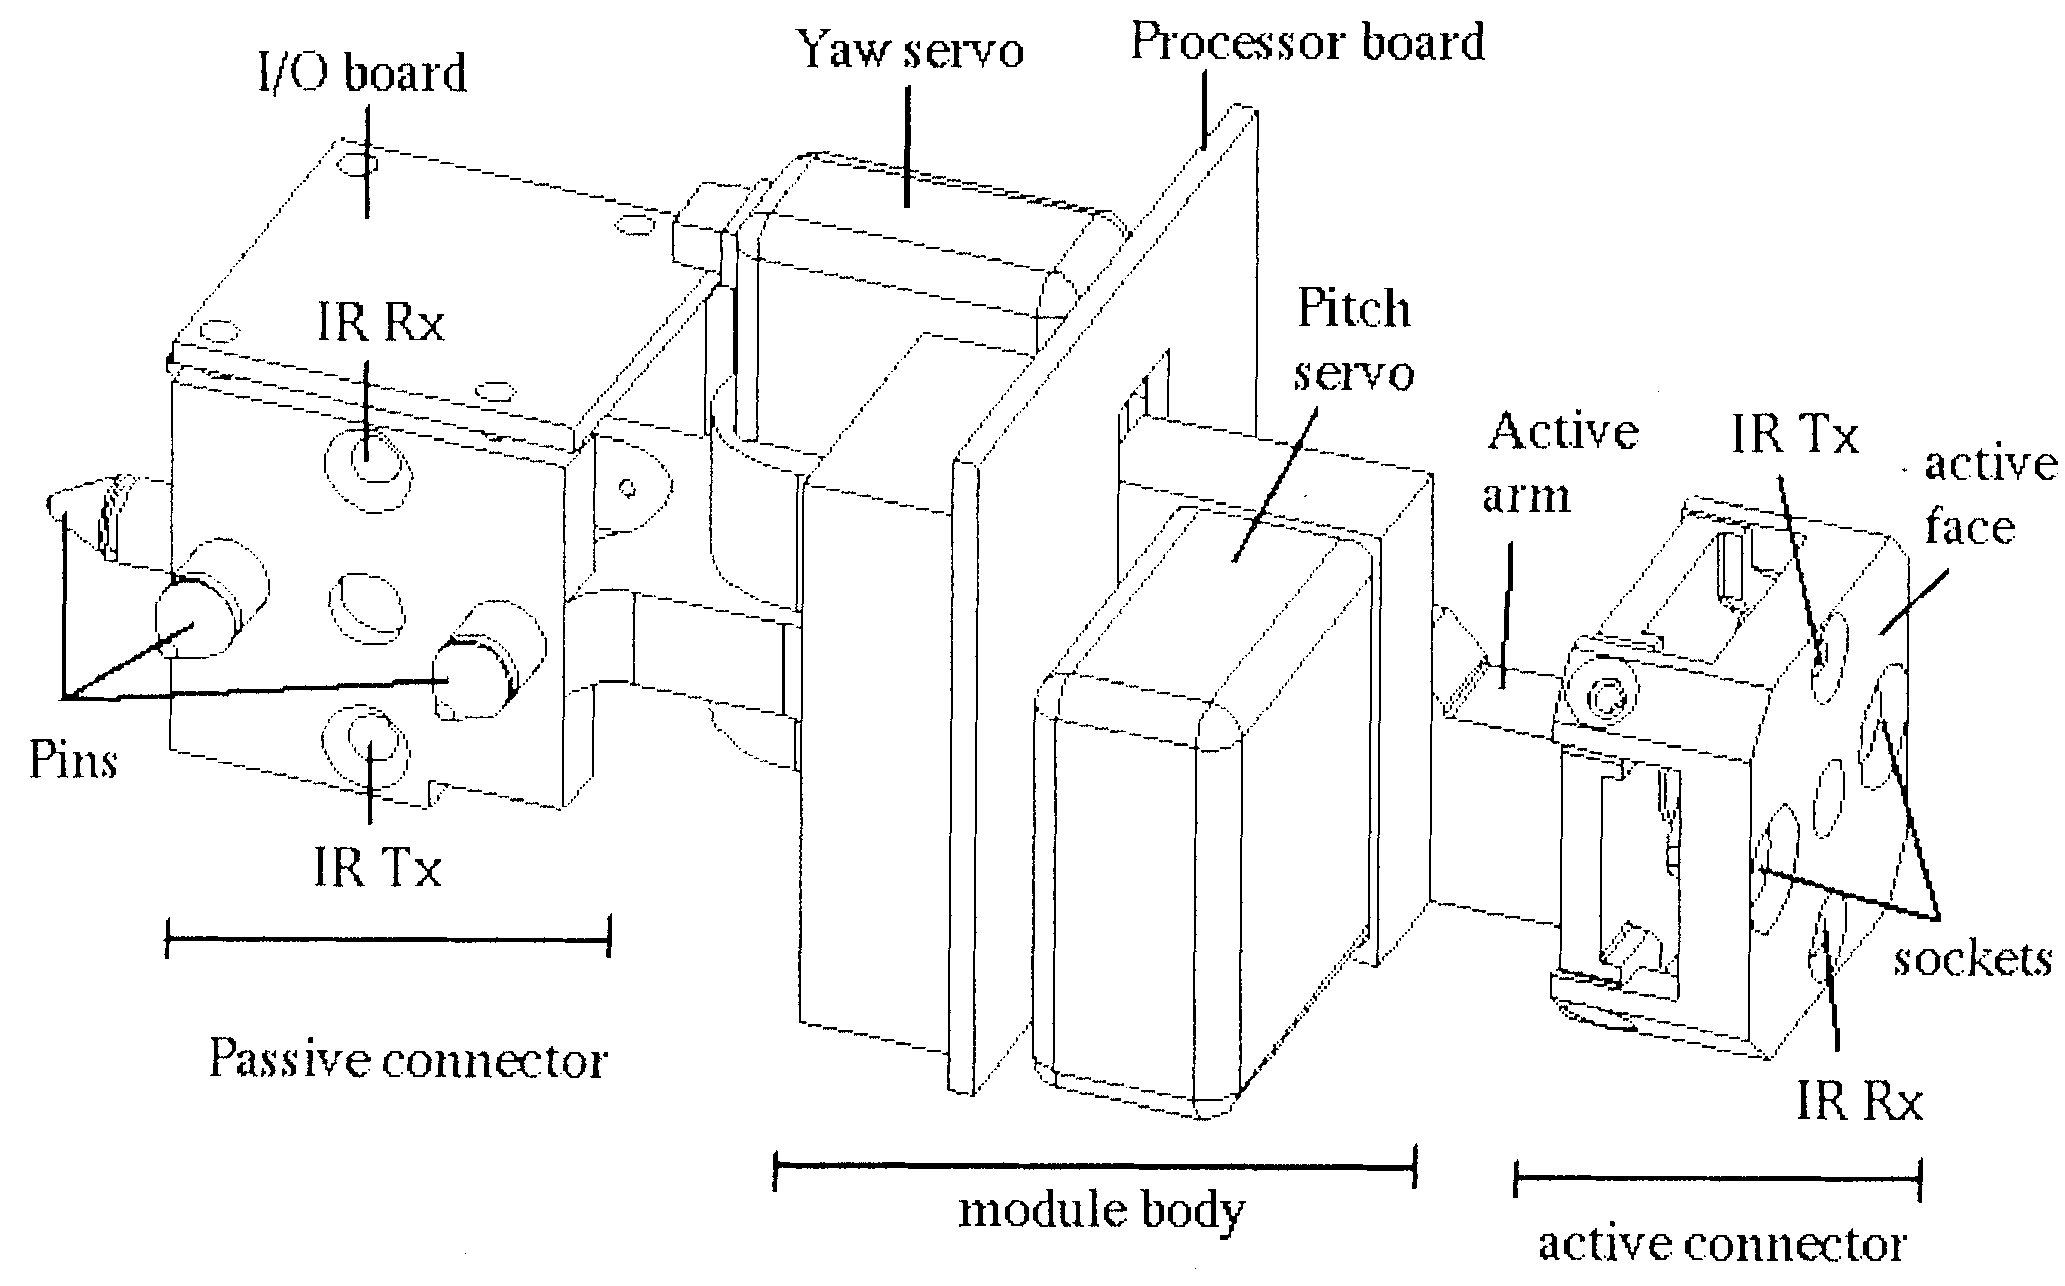 I/O board
Yaw servo
Processor board
IR Rx
Pitch
servo
Active
arm
IR Tx
active
face
Pins
IR Tx
sockets
IR Rx
Passive connector
module body
active connector